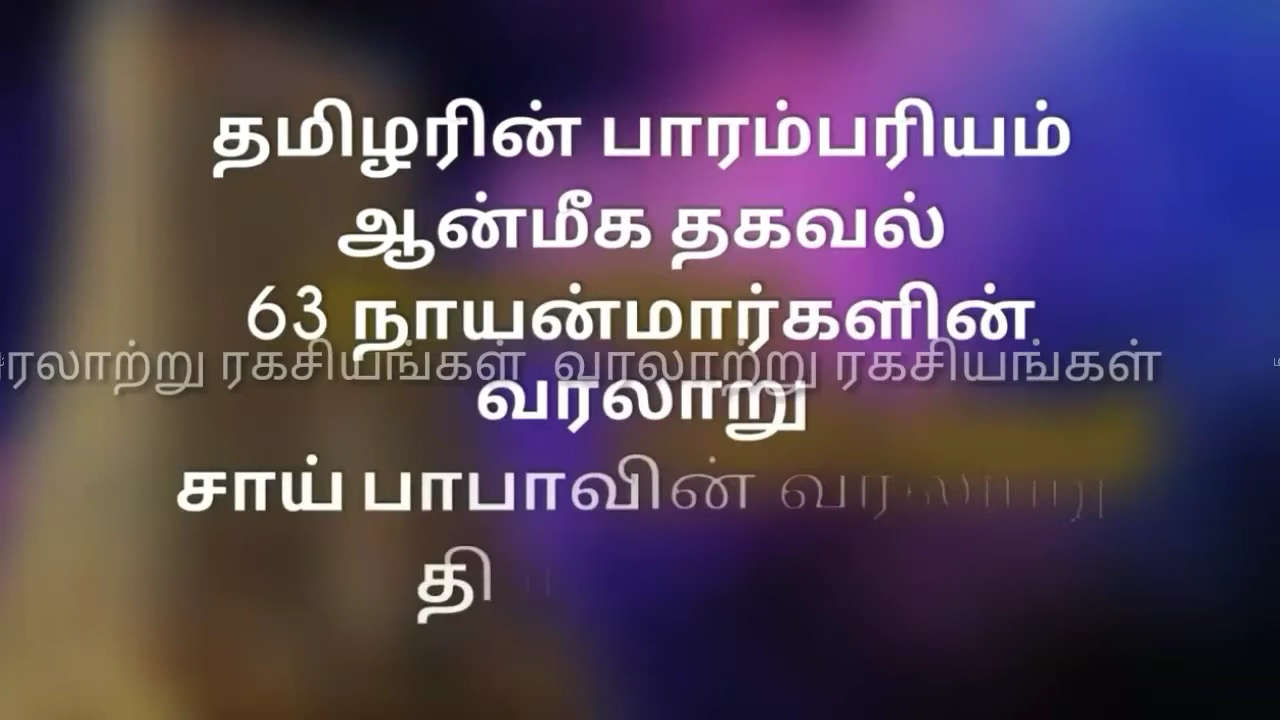 தமிழரின் பாரம்பரியம்
ஆன்மீக தகவல்
63 நாயன்மார்களின்
வரலாற்று ரகசியங்கள் வரலாற்று ரகசியங்கள்
வரலாறு
சாய் பாபாவின் வரலாறு